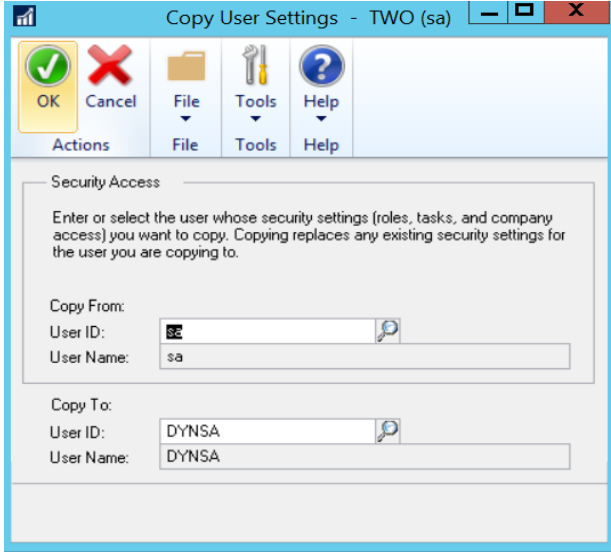 Copy User Settings - TWO (sa)
OK Cancel File Tools Help
Actions File Tools Help
Security Access
Enter or select the user whose security settings (roles, tasks, and company
access) you want to copy. Copying replaces any existing security settings for
the user you are copying to.
Copy From:
User ID: sa
User Name: sa
Copy To:
User ID: DYNSA
User Name: DYNSA